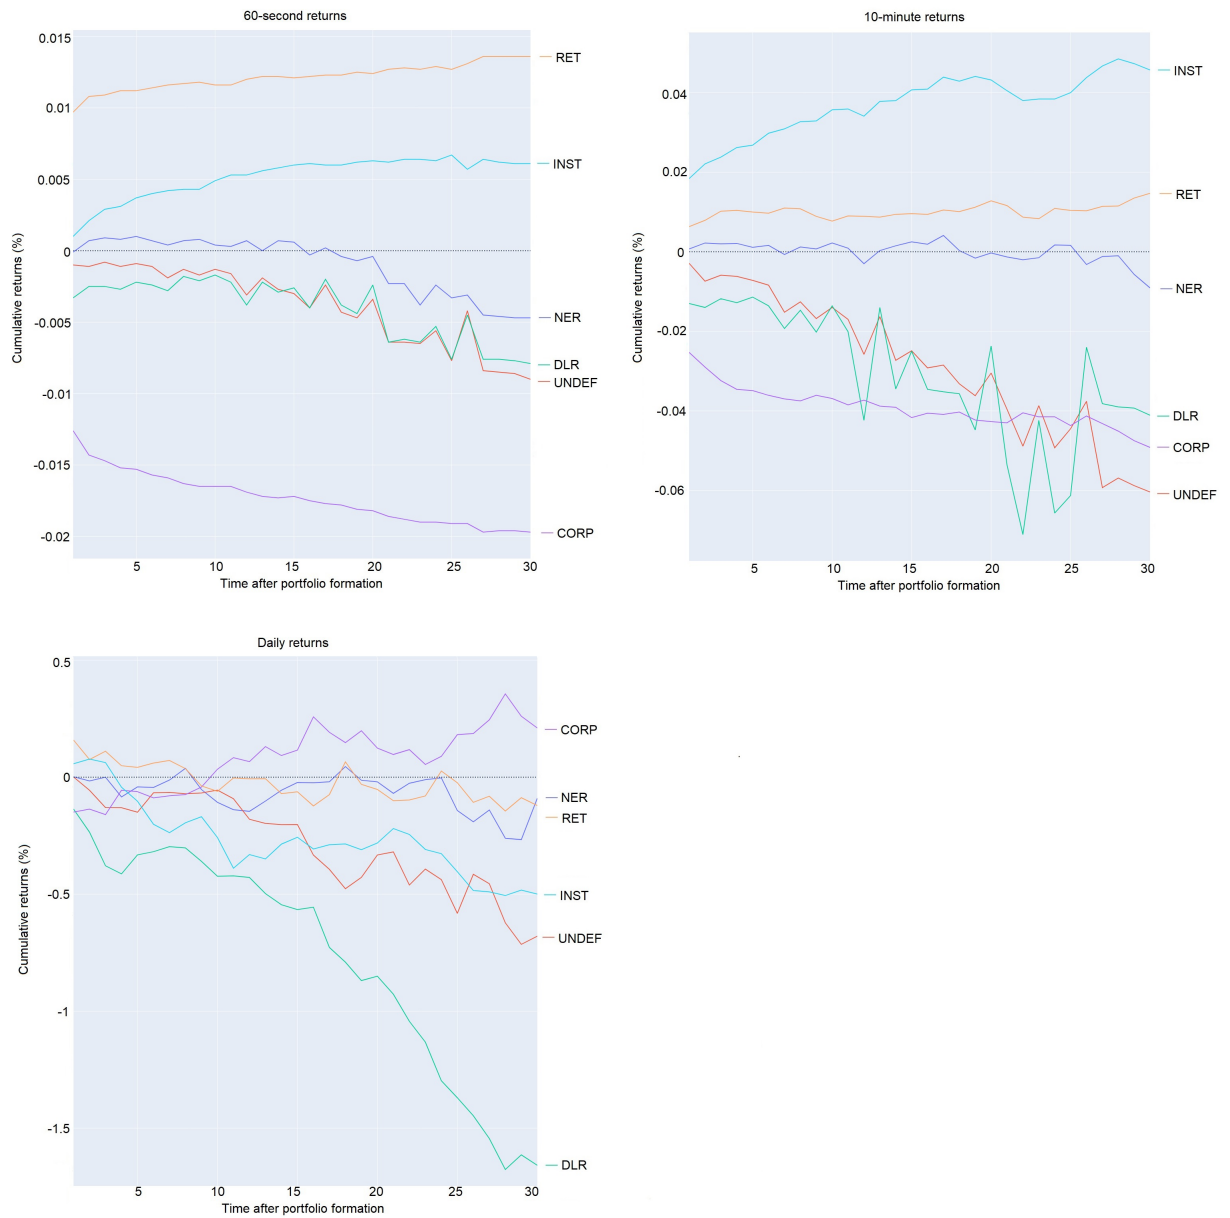 60-second returns
0.015
0.01
0.005
0
-0.005
-0.01
-0.015
-0.02
Cumulative returns (%)
5 10 15 20 25 30
Time after portfolio formation
RET
INST
NER
DLR
UNDEF
CORP
10-minute returns
0.04
0.02
0
-0.02
-0.04
-0.06
Cumulative returns (%)
5 10 15 20 25 30
Time after portfolio formation
INST
RET
NER
DLR
CORP
UNDEF
Daily returns
0.5
0
-0.5
-1
-1.5
Cumulative returns (%)
5 10 15 20 25 30
Time after portfolio formation
CORP
NER
RET
INST
UNDEF
DLR